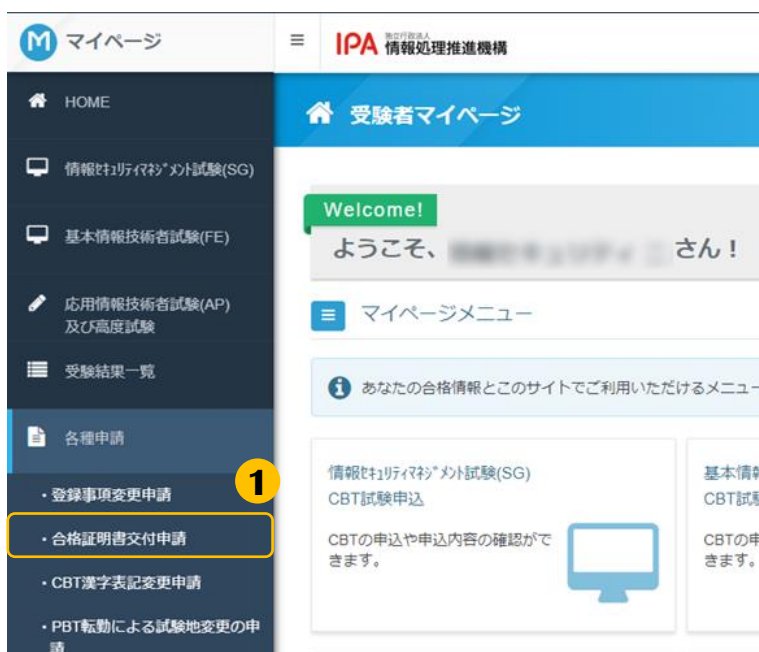 M マイページ
≡ IPA 独立行政法人 情報処理推進機構
HOME
情報ｾｷｭﾘﾃｨﾏﾈｼﾞﾒﾝﾄ試験(SG)
基本情報技術者試験(FE)
応用情報技術者試験(AP)
及び高度試験
受験結果一覧
各種申請
1
・登録事項変更申請
・合格証明書交付申請
・CBT漢字表記変更申請
・PBT転勤による試験地変更の申
請
受験者マイページ
Welcome!
ようこそ、
さん！
マイページメニュー
あなたの合格情報とこのサイトでご利用いただけるメニュー
情報ｾｷｭﾘﾃｨﾏﾈｼﾞﾒﾝﾄ試験(SG)
CBT試験申込
CBTの申込や申込内容の確認がで
きます。
基本情報
CBT試験
CBTの申
きます。